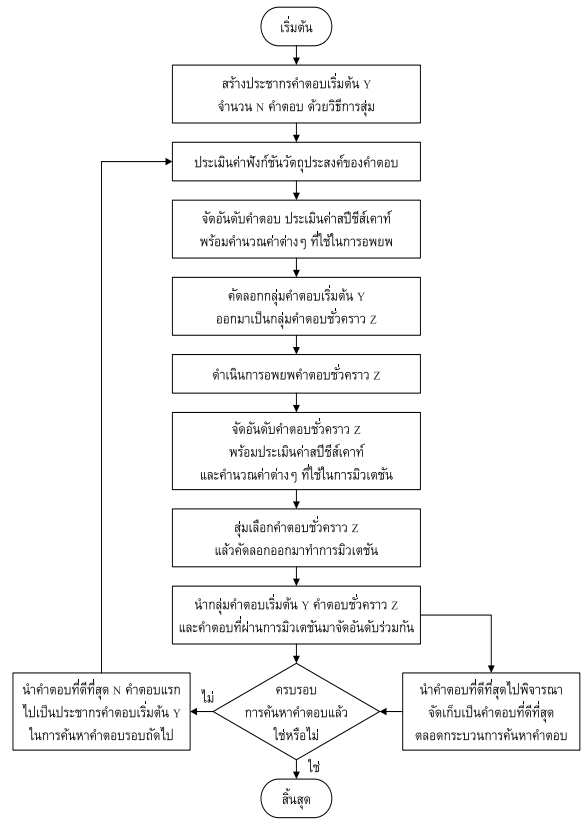 เริ่มต้น
สร้างประชากรคำตอบเริ่มต้น Y
จำนวน N คำตอบ ด้วยวิธีการสุ่ม
ประเมินค่าฟังก์ชันวัตถุประสงค์ของคำตอบ
จัดอันดับคำตอบ ประเมินค่าสปีชีส์เคาท์
พร้อมคำนวณค่าต่างๆ ที่ใช้ในการอพยพ
คัดลอกกลุ่มคำตอบเริ่มต้น Y
ออกมาเป็นกลุ่มคำตอบชั่วคราว Z
ดำเนินการอพยพคำตอบชั่วคราว Z
จัดอันดับคำตอบชั่วคราว Z
พร้อมประเมินค่าสปีชีส์เคาท์
และคำนวณค่าต่างๆ ที่ใช้ในการมิวเตชัน
สุ่มเลือกคำตอบชั่วคราว Z
แล้วคัดลอกออกมาทำการมิวเตชัน
นำกลุ่มคำตอบเริ่มต้น Y คำตอบชั่วคราว Z
และคำตอบที่ผ่านการมิวเตชันมาจัดอันดับร่วมกัน
นำคำตอบที่ดีที่สุด N คำตอบแรก
ไปเป็นประชากรคำตอบเริ่มต้น Y
ในการค้นหาคำตอบรอบถัดไป
ไม่
ครบรอบ
การค้นหาคำตอบแล้ว
ใช่หรือไม่
นำคำตอบที่ดีที่สุดไปพิจารณา
จัดเก็บเป็นคำตอบที่ดีที่สุด
ตลอดกระบวนการค้นหาคำตอบ
ใช่
สิ้นสุด